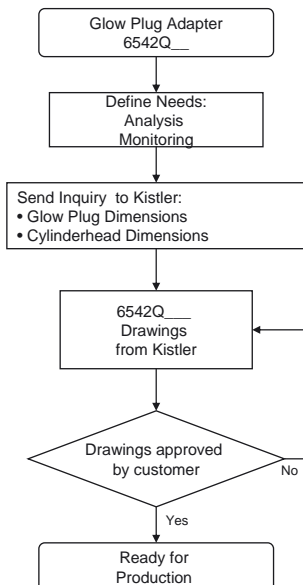 Glow Plug Adapter
6542Q__
Define Needs:
Analysis
Monitoring
Send Inquiry to Kistler:
• Glow Plug Dimensions
• Cylinderhead Dimensions
6542Q___
Drawings
from Kistler
Drawings approved
by customer
No
Yes
Ready for
Production